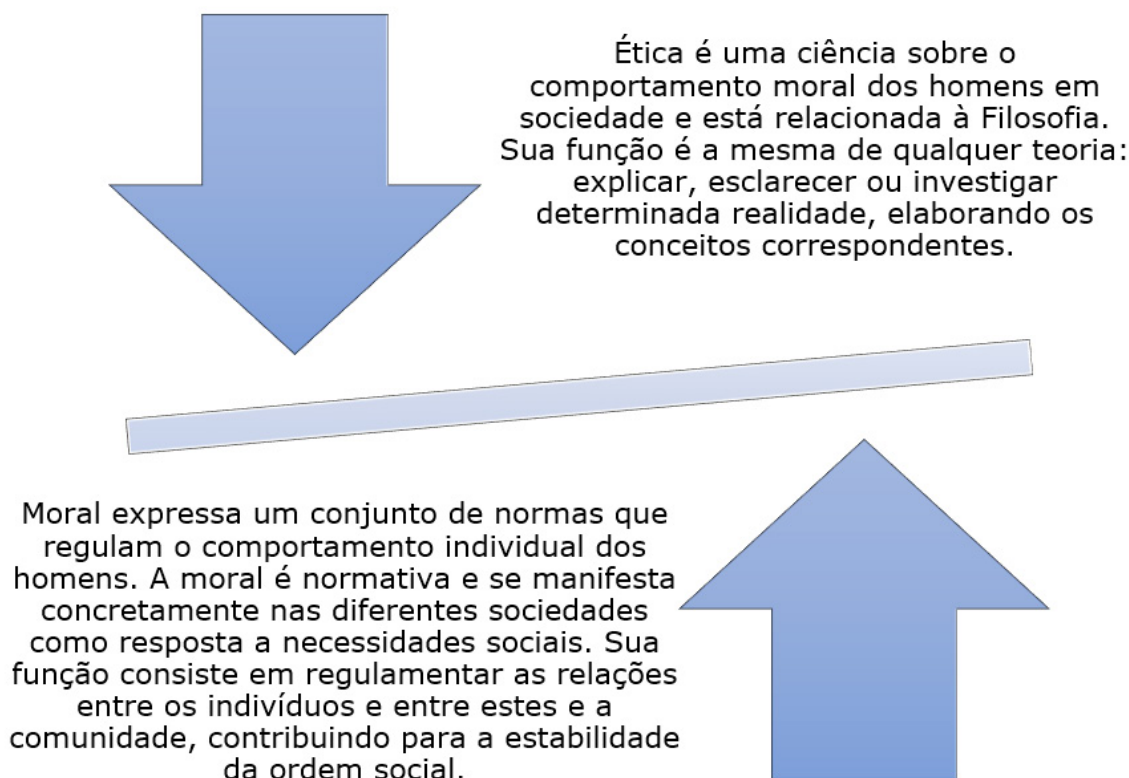 Ética é uma ciência sobre o
comportamento moral dos homens em
sociedade e está relacionada à Filosofia.
Sua função é a mesma de qualquer teoria:
explicar, esclarecer ou investigar
determinada realidade, elaborando os
conceitos correspondentes.
Moral expressa um conjunto de normas que
regulam o comportamento individual dos
homens. A moral é normativa e se manifesta
concretamente nas diferentes sociedades
como resposta a necessidades sociais. Sua
função consiste em regulamentar as relações
entre os indivíduos e entre estes e a
comunidade, contribuindo para a estabilidade
da ordem social.